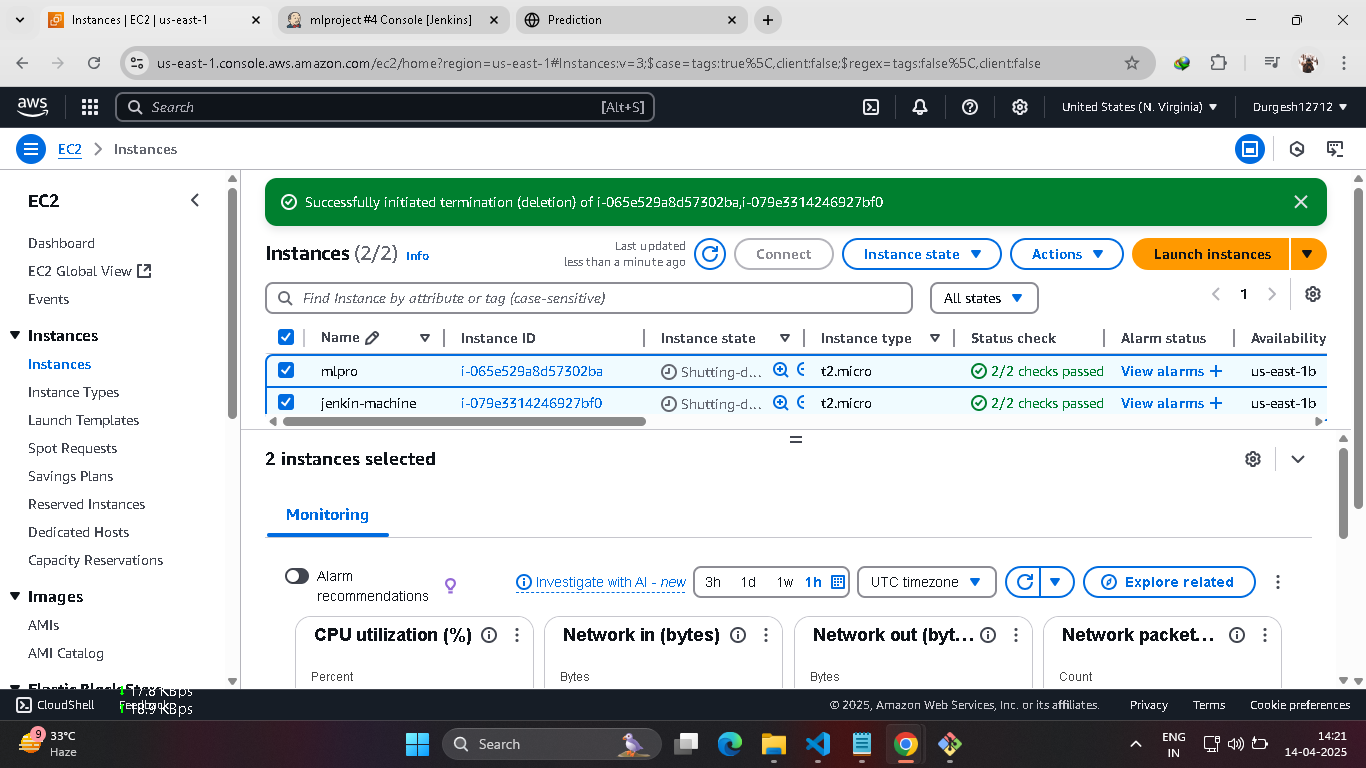 Instances | EC2 | us-east-1
mlproject #4 Console [Jenkins]
Prediction
us-east-1.console.aws.amazon.com/ec2/home?region=us-east-1#Instances:v=3;$case=tags:true%5C,client:false;$regex=tags:false%5C,client:false
aws
Search
[Alt+S]
United States (N. Virginia)
Durgesh12712
EC2
Instances
EC2
Dashboard
EC2 Global View
Events
Instances
Instances
Instance Types
Launch Templates
Spot Requests
Savings Plans
Reserved Instances
Dedicated Hosts
Capacity Reservations
Images
AMIs
AMI Catalog
Elastic Block Store
Successfully initiated termination (deletion) of i-065e529a8d57302ba,i-079e3314246927bf0
Instances (2/2) Info
Last updated
less than a minute ago
Connect
Instance state
Actions
Launch instances
Find Instance by attribute or tag (case-sensitive)
All states
1
Name Instance ID Instance state Instance type Status check Alarm status Availability
mlpro i-065e529a8d57302ba Shutting-d... t2.micro 2/2 checks passed View alarms + us-east-1b
jenkin-machine i-079e3314246927bf0 Shutting-d... t2.micro 2/2 checks passed View alarms + us-east-1b
2 instances selected
Monitoring
Alarm
recommendations
Investigate with AI - new
3h 1d 1w 1h
UTC timezone
Explore related
CPU utilization (%)
Percent
Network in (bytes)
Bytes
Network out (byt...
Bytes
Network packet...
Count
17.8 KBps
18.9 KBps
CloudShell
Feedback
© 2025, Amazon Web Services, Inc. or its affiliates.
Privacy
Terms
Cookie preferences
9
33°C
Haze
Search
ENG
IN
14:21
14-04-2025